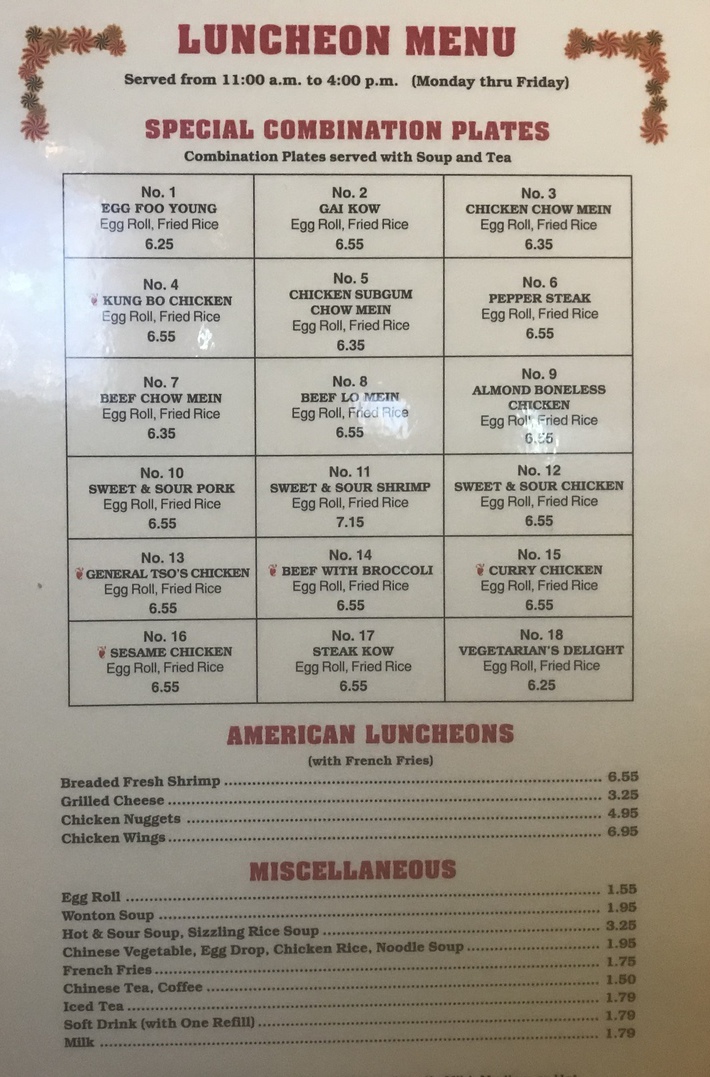 LUNCHEON MENU
Served from 11:00 a.m. to 4:00 p.m. (Monday thru Friday)
SPECIAL COMBINATION PLATES
Combination Plates served with Soup and Tea
No. 1
EGG FOO YOUNG
Egg Roll, Fried Rice
6.25
No. 2
GAI KOW
Egg Roll, Fried Rice
6.55
No. 3
CHICKEN CHOW MEIN
Egg Roll, Fried Rice
6.35
No. 4
KUNG BO CHICKEN
Egg Roll, Fried Rice
6.55
No. 5
CHICKEN SUBGUM
CHOW MEIN
Egg Roll, Fried Rice
6.35
No. 6
PEPPER STEAK
Egg Roll, Fried Rice
6.55
No. 7
BEEF CHOW MEIN
Egg Roll, Fried Rice
6.35
No. 8
BEEF LO MEIN
Egg Roll, Fried Rice
6.55
No. 9
ALMOND BONELESS
CHICKEN
Egg Roll, Fried Rice
6.55
No. 10
SWEET & SOUR PORK
Egg Roll, Fried Rice
6.55
No. 11
SWEET & SOUR SHRIMP
Egg Roll, Fried Rice
7.15
No. 12
SWEET & SOUR CHICKEN
Egg Roll, Fried Rice
6.55
No. 13
GENERAL TSO'S CHICKEN
Egg Roll, Fried Rice
6.55
No. 14
BEEF WITH BROCCOLI
Egg Roll, Fried Rice
6.55
No. 15
CURRY CHICKEN
Egg Roll, Fried Rice
6.55
No. 16
SESAME CHICKEN
Egg Roll, Fried Rice
6.55
No. 17
STEAK KOW
Egg Roll, Fried Rice
6.55
No. 18
VEGETARIAN'S DELIGHT
Egg Roll, Fried Rice
6.25
AMERICAN LUNCHEONS
(with French Fries)
Breaded Fresh Shrimp 6.55
Grilled Cheese 3.25
Chicken Nuggets 4.95
Chicken Wings 6.95
MISCELLANEOUS
Egg Roll 1.55
Wonton Soup 1.95
Hot & Sour Soup, Sizzling Rice Soup 3.25
Chinese Vegetable, Egg Drop, Chicken Rice, Noodle Soup 1.95
French Fries 1.75
Chinese Tea, Coffee 1.50
Iced Tea 1.79
Soft Drink (with One Refill) 1.79
Milk 1.79